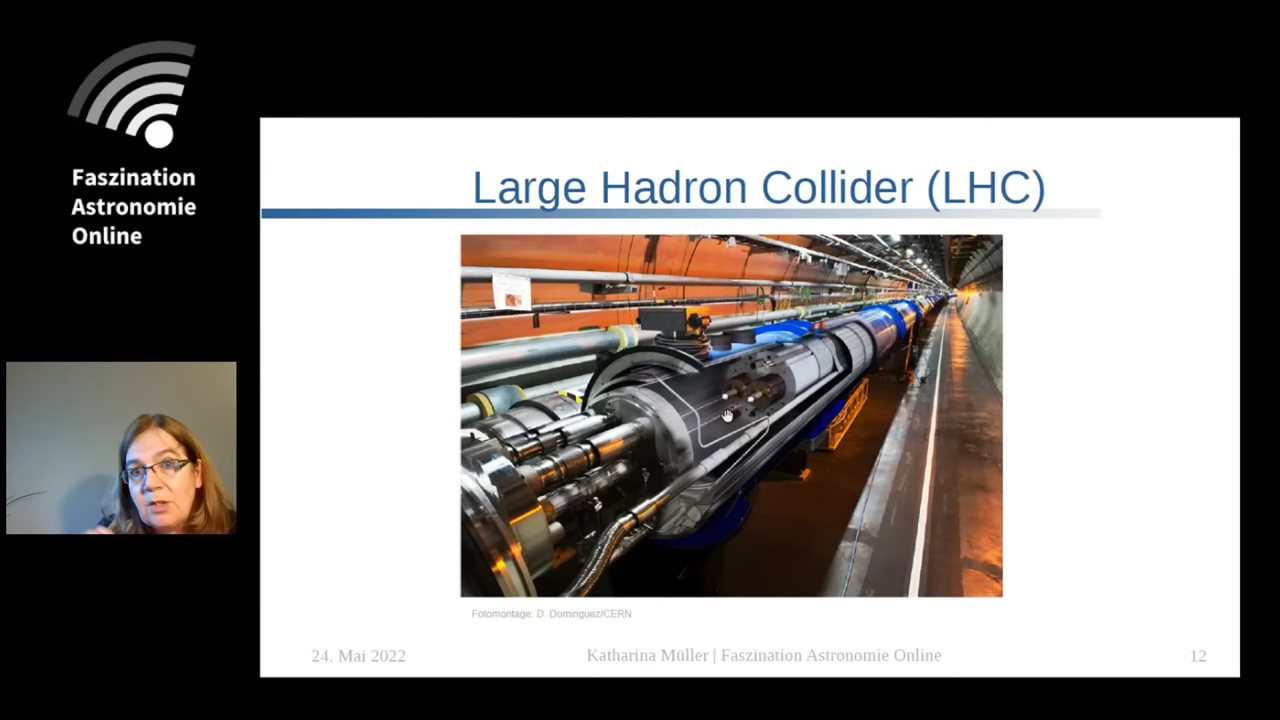 Faszination
Astronomie
Online
Large Hadron Collider (LHC)
Fotomontage: D. Dominguez/CERN
24. Mai 2022
Katharina Müller | Faszination Astronomie Online
12